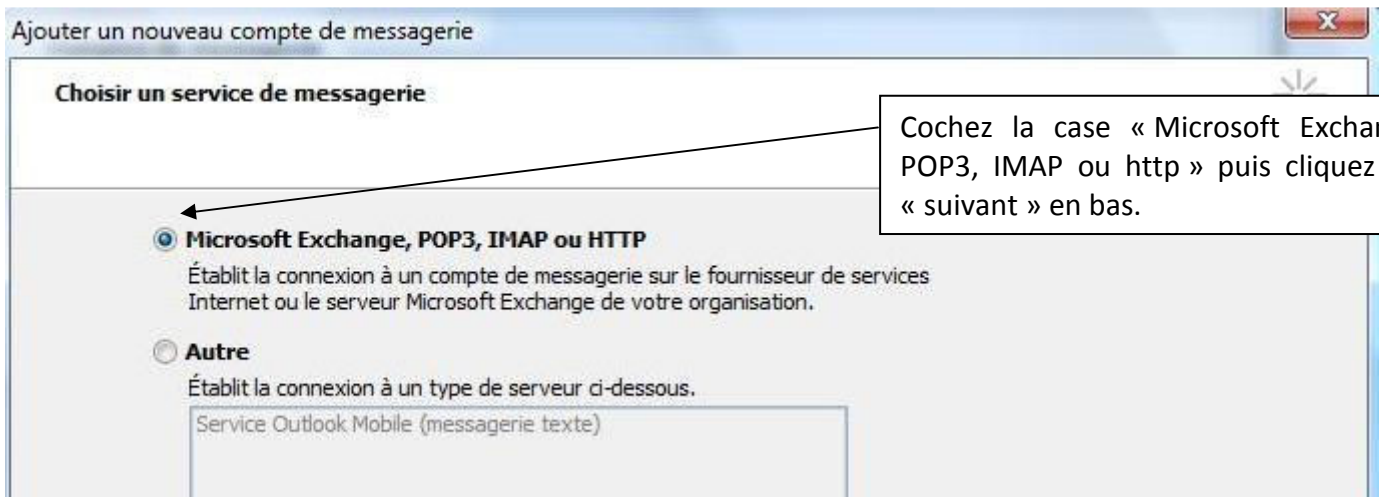 Ajouter un nouveau compte de messagerie
Choisir un service de messagerie
Cochez la case « Microsoft
POP3, IMAP ou http » puis cliquez
« suivant » en bas.
Microsoft Exchange, POP3, IMAP ou HTTP
Établit la connexion à un compte de messagerie sur le fournisseur de services
Internet ou le serveur Microsoft Exchange de votre organisation.
Autre
Établit la connexion à un type de serveur ci-dessous.
Service Outlook Mobile (messagerie texte)